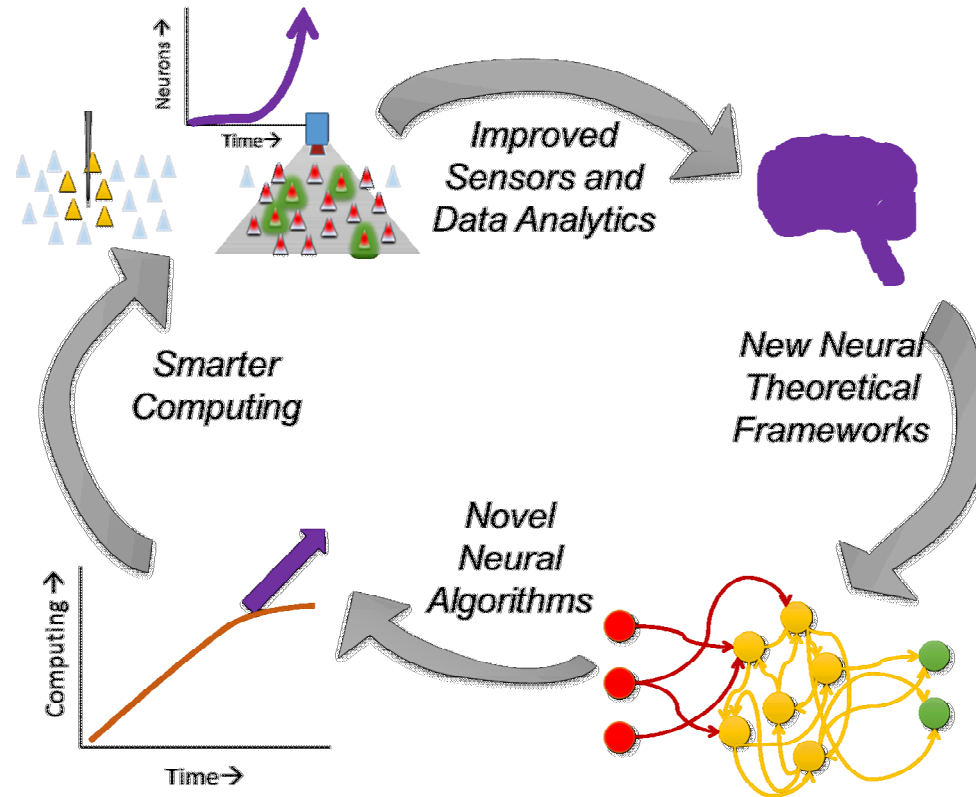 Neurons
Time→
Improved
Sensors and
Data Analytics
New Neural
Theoretical
Frameworks
Novel
Neural
Algorithms
Smarter
Computing
Computing →
Time→